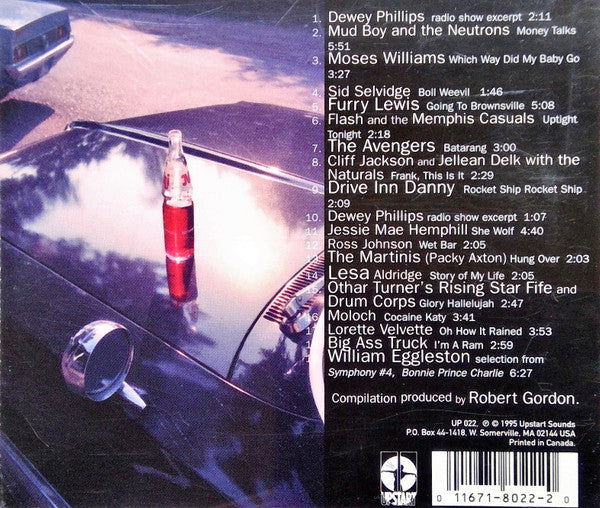 1. Dewey Phillips radio show excerpt 2:11
2. Mud Boy and the Neutrons Money Talks
5:51
3. Moses Williams Which Way Did My Baby Go
3:27
4. Sid Selvidge Boll Weevil 1:46
5. Furry Lewis Going To Brownsville 5:08
6. Flash and the Memphis Casuals Uptight
Tonight 2:18
7. The Avengers Batarang 3:00
8. Cliff Jackson and Jellean Delk with the
Naturals Frank, This Is It 2:29
9. Drive Inn Danny Rocket Ship Rocket Ship
2:09
10. Dewey Phillips radio show excerpt 1:07
11. Jessie Mae Hemphill She Wolf 4:40
12. Ross Johnson Wet Bar 2:05
13. The Martinis (Packy Axton) Hung Over 2:03
14. Lesa Aldridge Story of My Life 2:05
15. Othar Turner's Rising Star Fife and
Drum Corps Glory Hallelujah 2:47
16. Moloch Cocaine Katy 3:41
Lorette Velvette Oh How It Rained 3:53
Big Ass Truck I'm A Ram 2:59
William Eggleston selection from
Symphony #4, Bonnie Prince Charlie 6:27
Compilation produced by Robert Gordon.
UP 022, ℗ © 1995 Upstart Sounds
P.O. Box 44-1418, W. Somerville, MA 02144 USA
Printed in Canada.
UPSTART
0 11671-8022-2 0